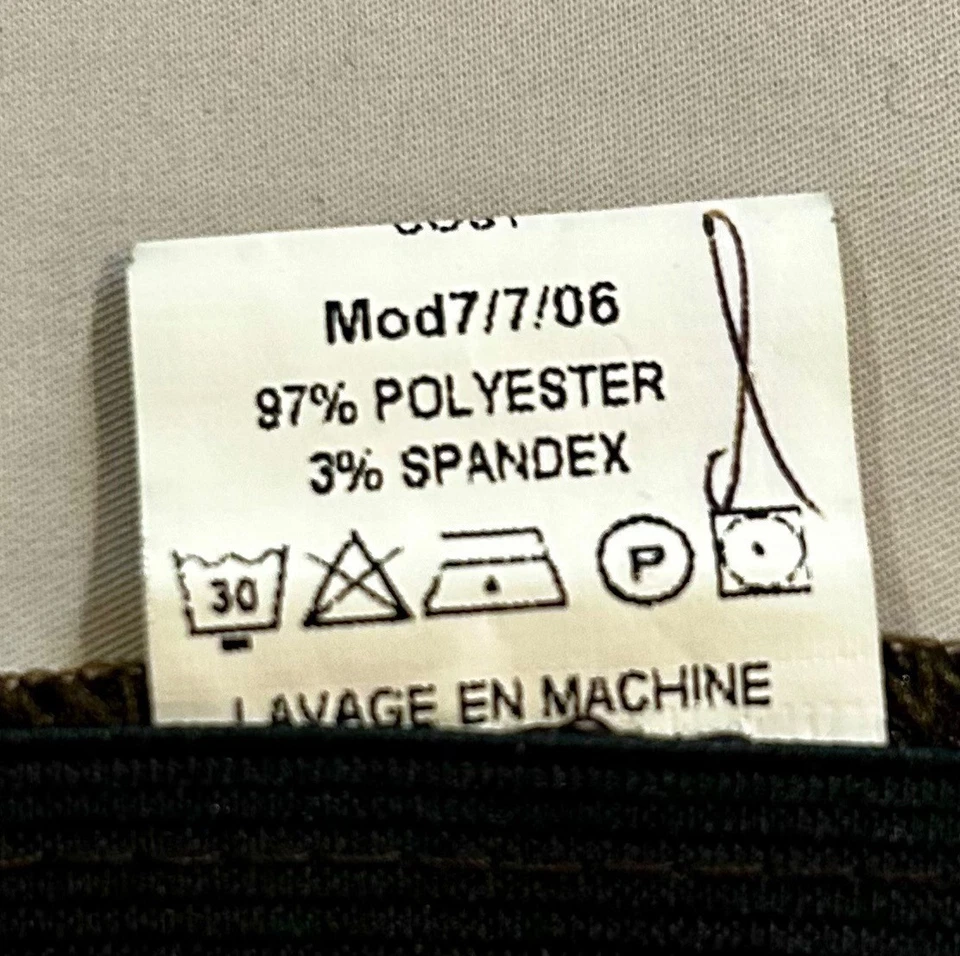 Mod7/7/06
97% POLYESTER
3% SPANDEX
30 P
LAVAGE EN MACHINE